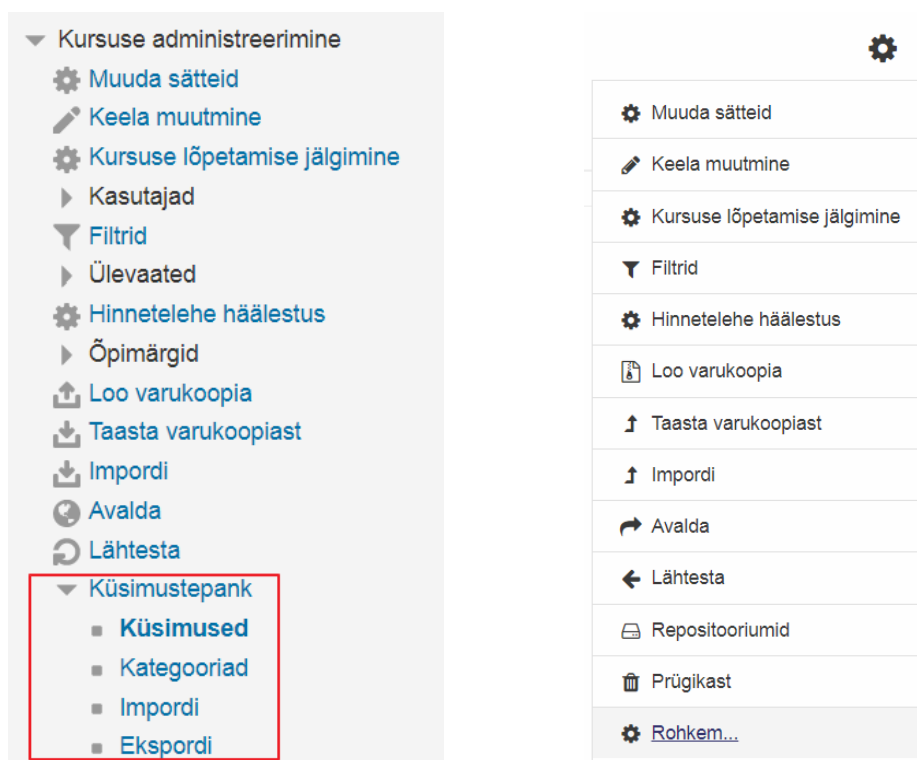 Kursuse administreerimine
Muuda sätteid
Keela muutmine
Kursuse lõpetamise jälgimine
Kasutajad
Filtrid
Ülevaated
Hinnetelehe häälestus
Õpimärgid
Loo varukoopia
Taasta varukoopiast
Impordi
Avalda
Lähtesta
Küsimustepank
Küsimused
Kategooriad
Impordi
Ekspordi
Muuda sätteid
Keela muutmine
Kursuse lõpetamise jälgimine
Filtrid
Hinnetelehe häälestus
Loo varukoopia
Taasta varukoopiast
Impordi
Avalda
Lähtesta
Repositooriumid
Prügikast
Rohkem...